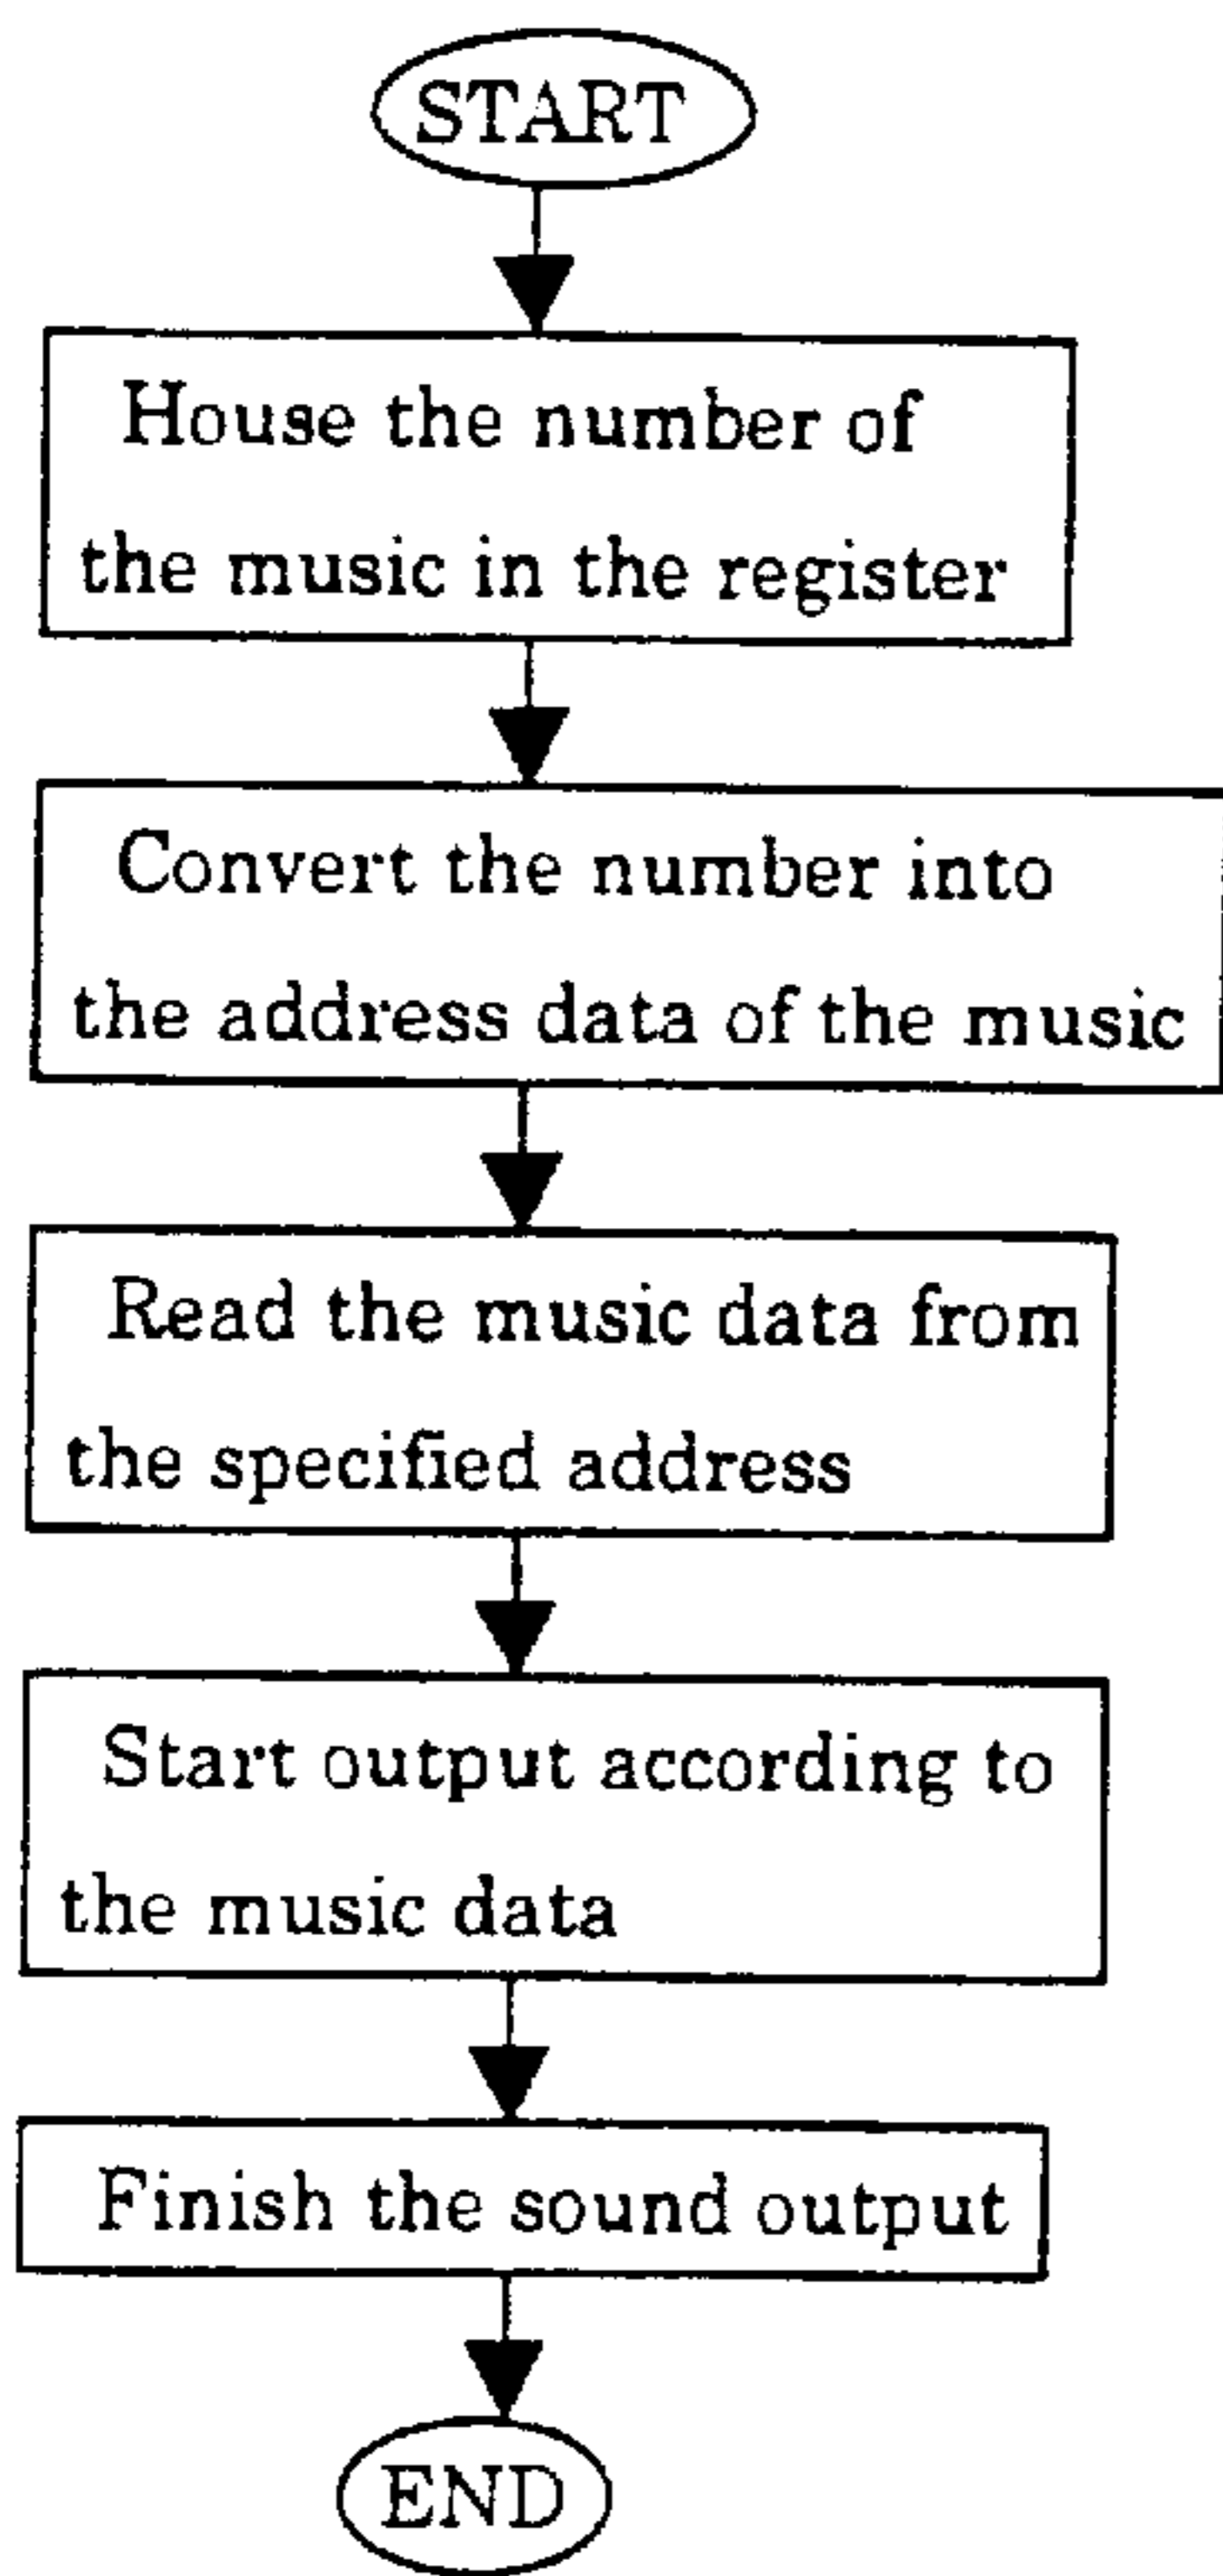 START
House the number of
the music in the register
Convert the number into
the address data of the music
Read the music data from
the specified address
Start output according to
the music data
Finish the sound output
END